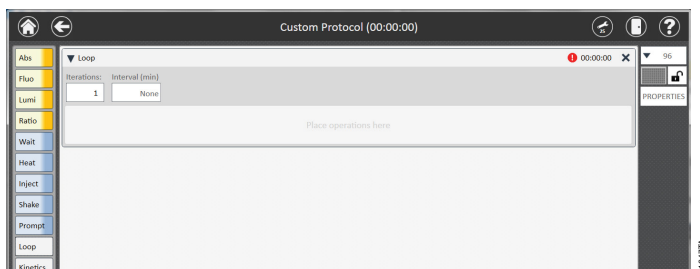 Custom Protocol (00:00:00)
JS
?
Abs
Fluo
Lumi
Ratio
Wait
Heat
Inject
Shake
Prompt
Loop
Kinetics
Loop
! 00:00:00
Iterations: Interval (min)
1 None
Place operations here
96
PROPERTIES